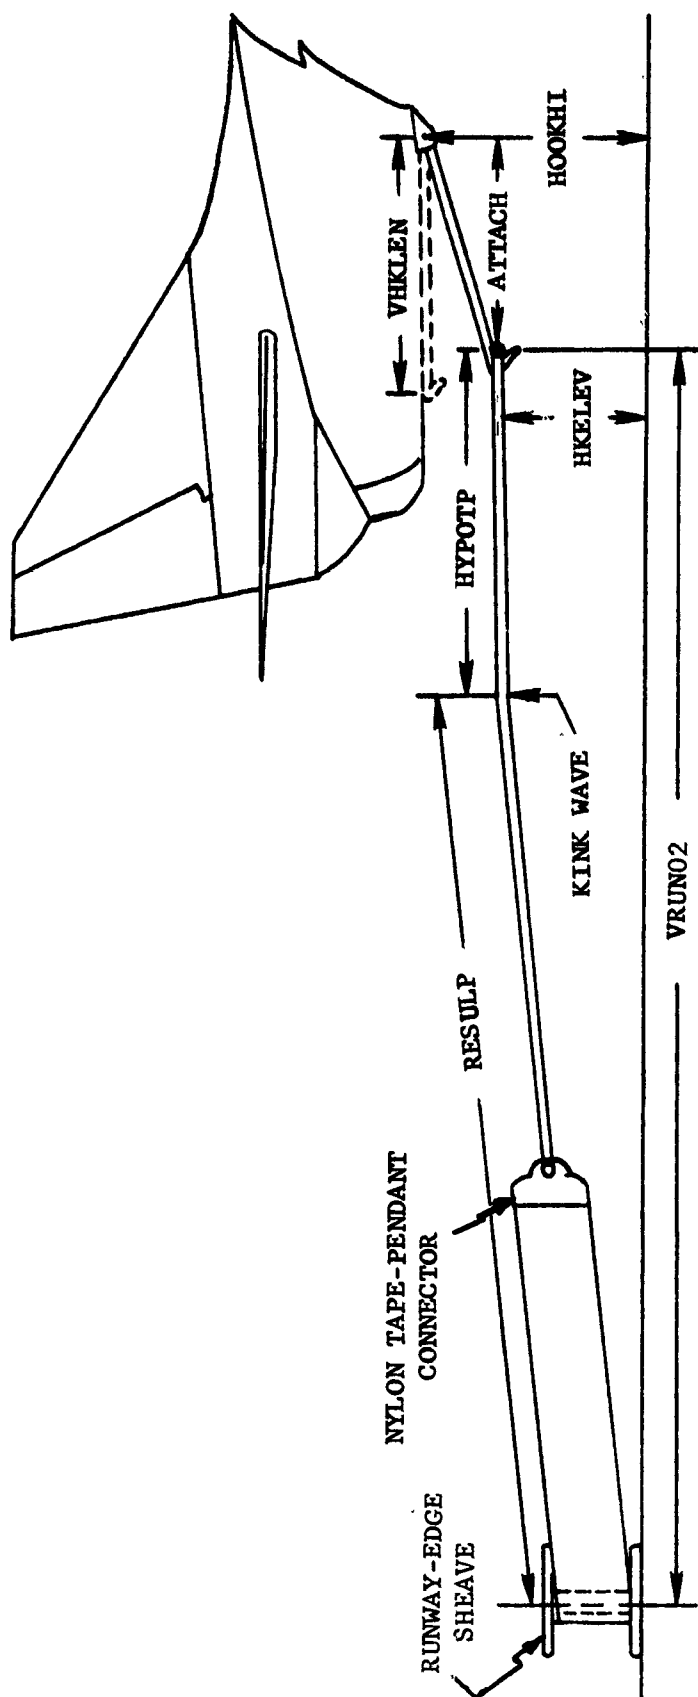 VHKLEN
HOOKHI
ATTACH
HYPOTP
HKELEV
KINK WAVE
VRUN02
RESULP
NYLON TAPE-PENDANT
CONNECTOR
RUNWAY-EDGE
SHEAVE